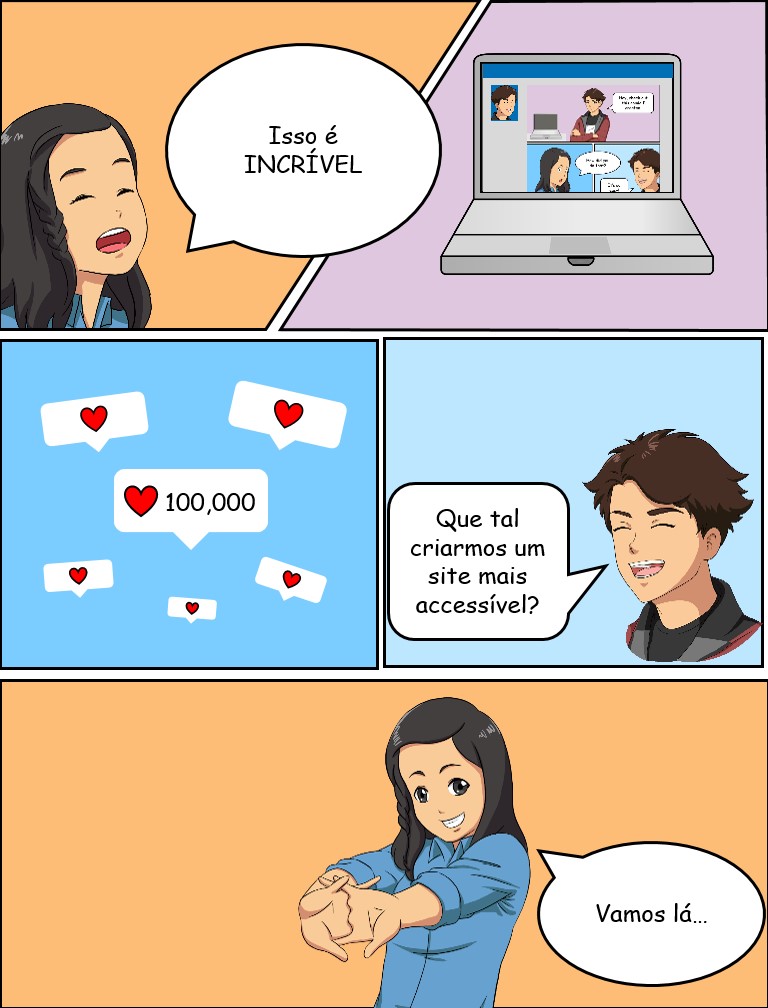 Isso é
INCRÍVEL
100,000
Que tal
criarmos um
site mais
accessível?
Vamos lá...